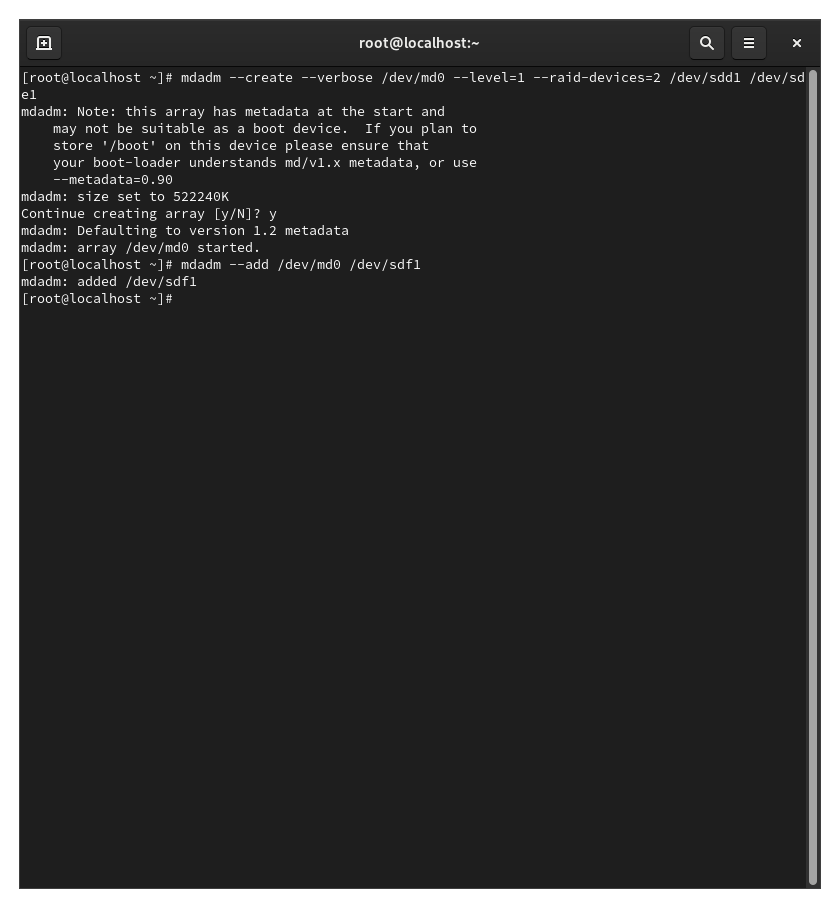 root@localhost:~
[root@localhost ~]# mdadm --create --verbose /dev/md0 --level=1 --raid-devices=2 /dev/sdd1 /dev/sd
e1
mdadm: Note: this array has metadata at the start and
    may not be suitable as a boot device.  If you plan to
    store '/boot' on this device please ensure that
    your boot-loader understands md/v1.x metadata, or use
    --metadata=0.90
mdadm: size set to 522240K
Continue creating array [y/N]? y
mdadm: Defaulting to version 1.2 metadata
mdadm: array /dev/md0 started.
[root@localhost ~]# mdadm --add /dev/md0 /dev/sdf1
mdadm: added /dev/sdf1
[root@localhost ~]#